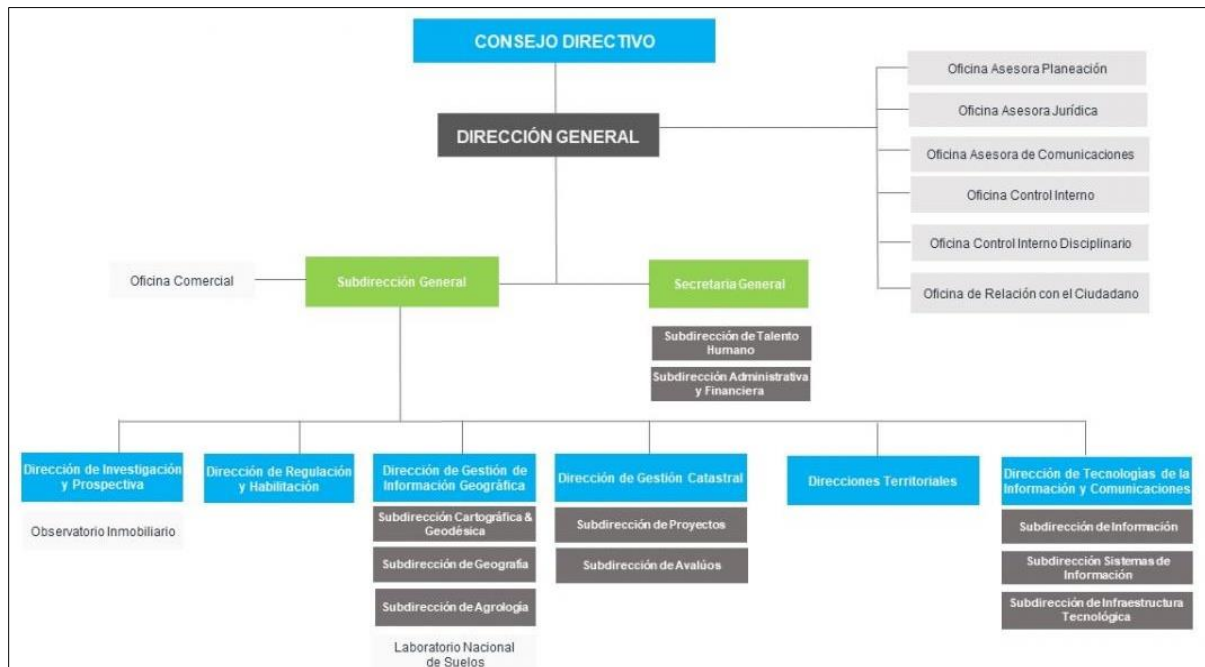 CONSEJO DIRECTIVO
DIRECCIÓN GENERAL
Oficina Asesora Planeación
Oficina Asesora Jurídica
Oficina Asesora de Comunicaciones
Oficina Control Interno
Oficina Control Interno Disciplinario
Oficina de Relación con el Ciudadano
Oficina Comercial
Subdirección General
Secretaria General
Subdirección de Talento
Humano
Subdirección Administrativa
y Financiera
Dirección de Investigación
y Prospectiva
Observatorio Inmobiliario
Dirección de Regulación
y Habilitación
Dirección de Gestión de
Información Geográfica
Subdirección Cartográfica &
Geodésica
Subdirección de Geografía
Subdirección de Agrología
Laboratorio Nacional
de Suelos
Dirección de Gestión Catastral
Subdirección de Proyectos
Subdirección de Avalúos
Direcciones Territoriales
Dirección de Tecnologías de la
Información y Comunicaciones
Subdirección de Información
Subdirección Sistemas de
Información
Subdirección de Infraestructura
Tecnológica